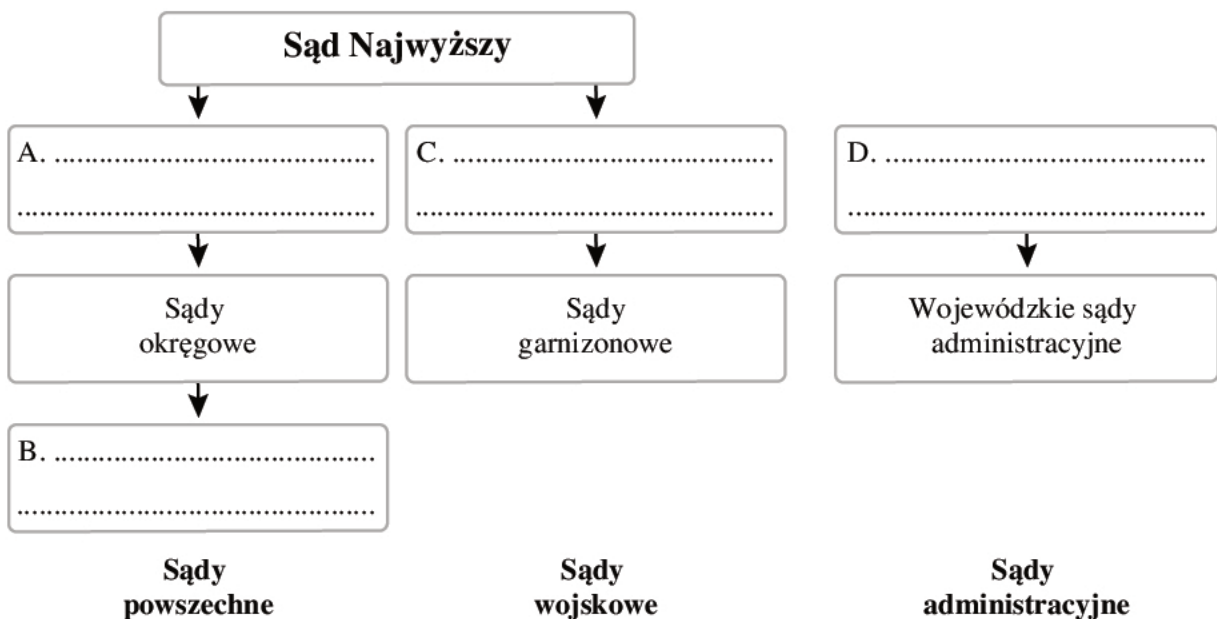 Sąd Najwyższy
A. ............................................
.................................................
C. ............................................
.................................................
D. ............................................
.................................................
Sądy
okręgowe
Sądy
garnizonowe
Wojewódzkie sądy
administracyjne
B. ............................................
.................................................
Sądy
powszechne
Sądy
wojskowe
Sądy
administracyjne